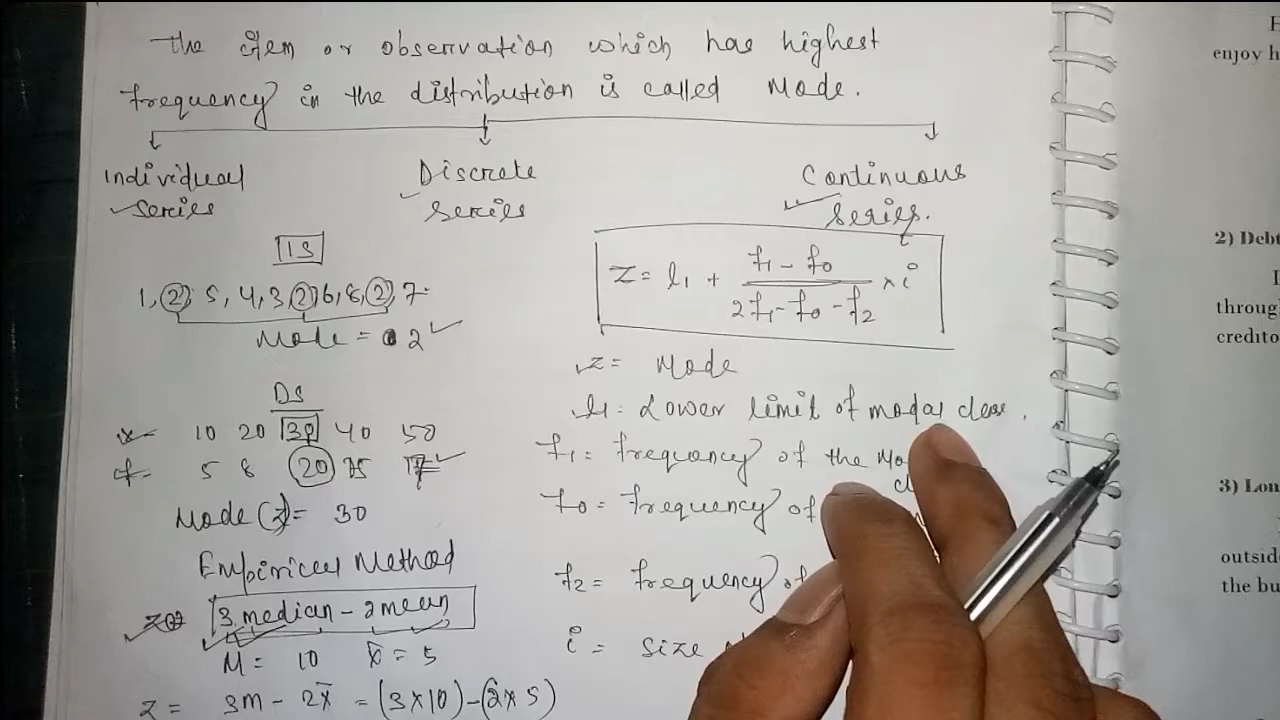 The item or observation which has highest
frequency in the distribution is called Mode.
Individual Series
Discrete Series
Continuous Series.
IS
1, 2, 5, 4, 3, 2, 6, 8, 2, 7.
Mode = 2
DS
x 10 20 30 40 50
f 5 8 20 15
Mode (z) = 30
Empirical Method
3 median - 2 mean
M = 10 x̄ = 5
z = 3M - 2x̄ = (3×10)-(2×5)
Z = l₁ + f₁ - f₀ / 2f₁ - f₀ - f₂ × i
z = Mode
l₁ = Lower limit of modal class.
f₁ = frequency of the Mo
f₀ = frequency of
f₂ = frequency of
i = size
enjoy h
2) Debt
throug
credito
3) Lon
outsid
the bu